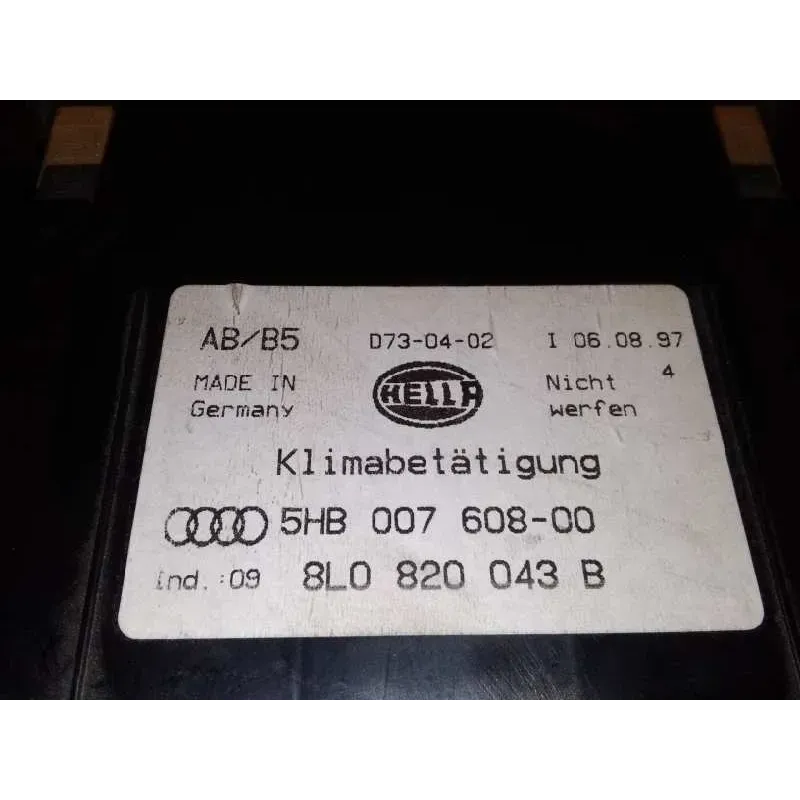 AB/B5 D73-04-02 I 06.08.97
MADE IN HELLA Nicht 4
Germany werfen
Klimabetätigung
5HB 007 608-00
ind.:09 8L0 820 043 B